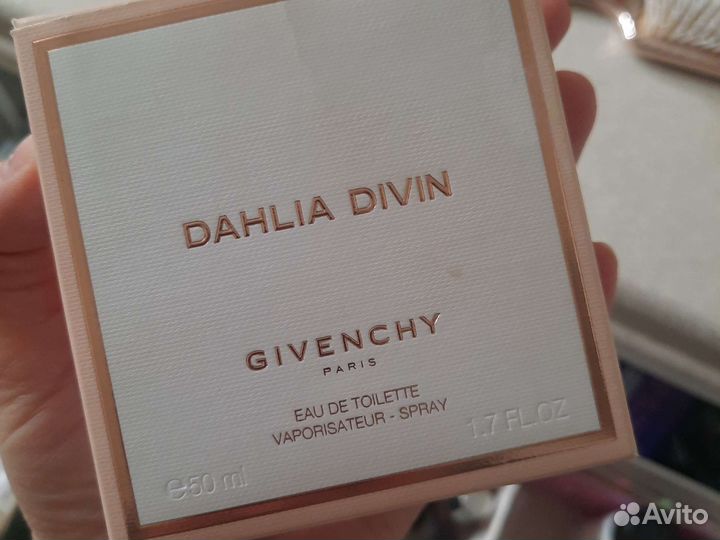 DAHLIA DIVIN
GIVENCHY
PARIS
EAU DE TOILETTE
VAPORISATEUR - SPRAY
℮50 ml 1.7 FL.OZ
Avito